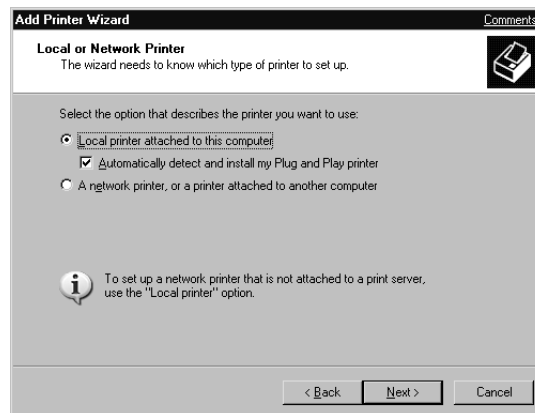 Add Printer Wizard
Comments
Local or Network Printer
The wizard needs to know which type of printer to set up.
Select the option that describes the printer you want to use:
Local printer attached to this computer
Automatically detect and install my Plug and Play printer
A network printer, or a printer attached to another computer
To set up a network printer that is not attached to a print server,
use the "Local printer" option.
< Back
Next >
Cancel